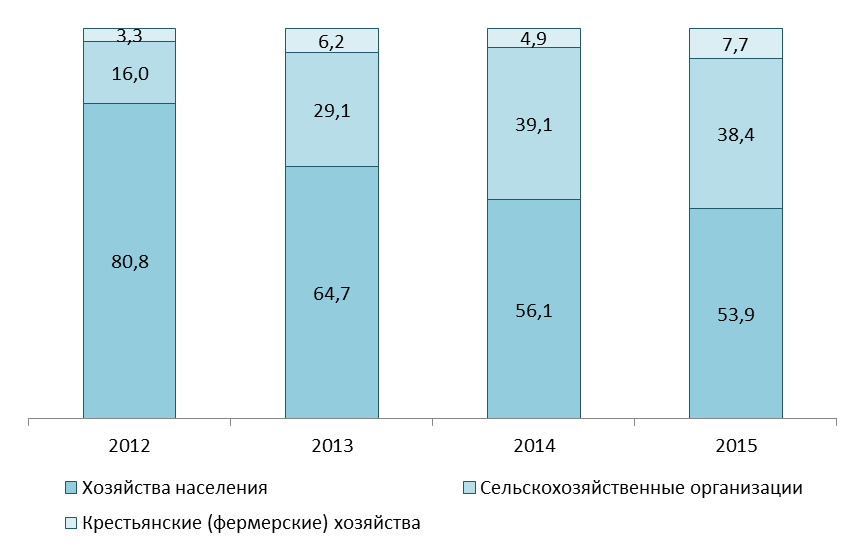 3,3 6,2 4,9 7,7
16,0 29,1 39,1 38,4
80,8 64,7 56,1 53,9
2012 2013 2014 2015
Хозяйства населения Сельскохозяйственные организации
Крестьянские (фермерские) хозяйства